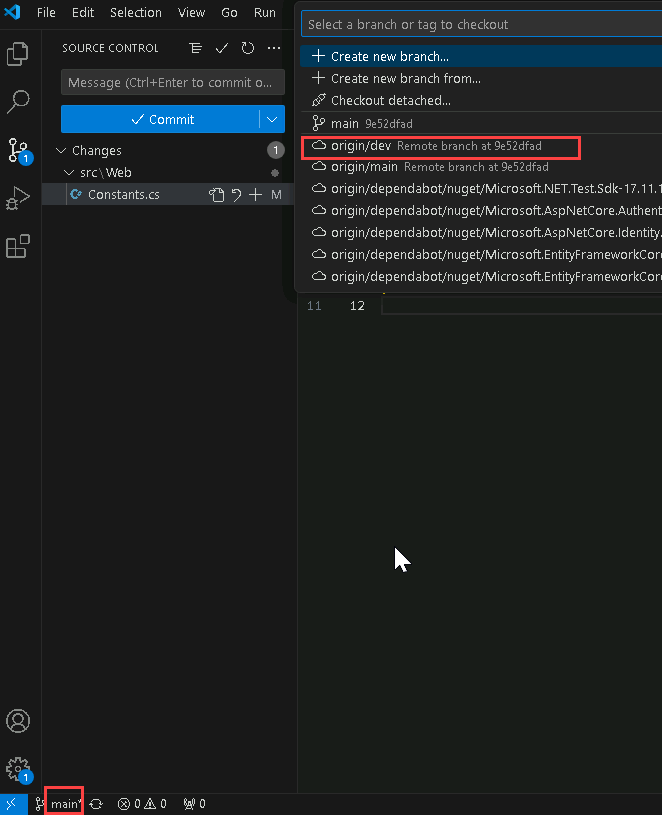 File Edit Selection View Go Run
Select a branch or tag to checkout
SOURCE CONTROL
Create new branch...
Message (Ctrl+Enter to commit o...
Create new branch from...
Checkout detached...
Commit
main 9e52dfad
origin/dev Remote branch at 9e52dfad
Changes 1
origin/main Remote branch at 9e52dfad
src\Web
origin/dependabot/nuget/Microsoft.NET.Test.Sdk-17.11.1
Constants.cs M
origin/dependabot/nuget/Microsoft.AspNetCore.Authent
origin/dependabot/nuget/Microsoft.AspNetCore.Identity.
origin/dependabot/nuget/Microsoft.EntityFrameworkCor
origin/dependabot/nuget/Microsoft.EntityFrameworkCore
11 12
1
1
main* 0 0 0